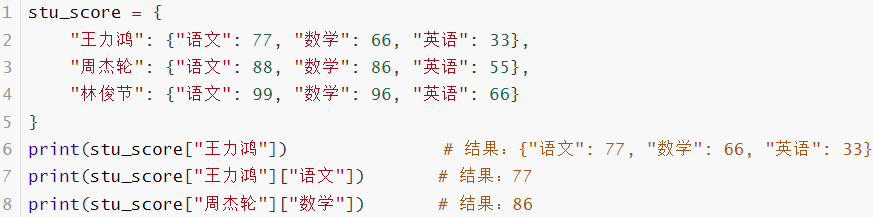 1 stu_score = {
2     "王力鸿": {"语文": 77, "数学": 66, "英语": 33},
3     "周杰轮": {"语文": 88, "数学": 86, "英语": 55},
4     "林俊节": {"语文": 99, "数学": 96, "英语": 66}
5 }
6 print(stu_score["王力鸿"])                # 结果：{"语文": 77, "数学": 66, "英语": 33}
7 print(stu_score["王力鸿"]["语文"])       # 结果：77
8 print(stu_score["周杰轮"]["数学"])       # 结果：86